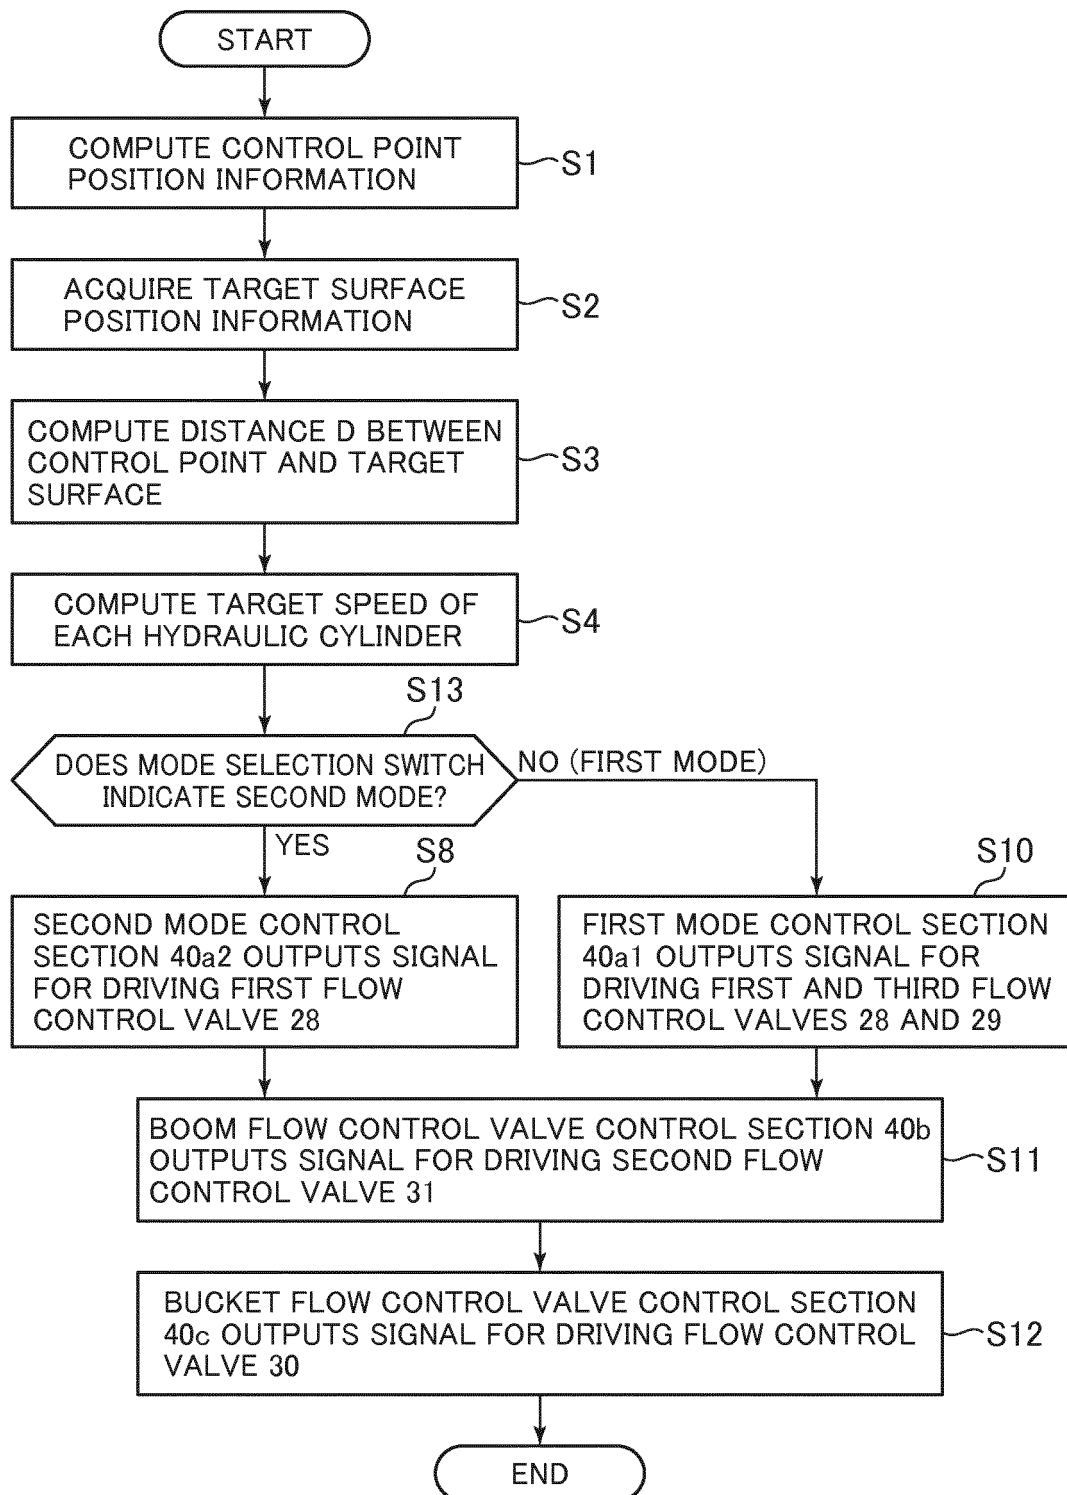 START
COMPUTE CONTROL POINT
POSITION INFORMATION
S1
ACQUIRE TARGET SURFACE
POSITION INFORMATION
S2
COMPUTE DISTANCE D BETWEEN
CONTROL POINT AND TARGET
SURFACE
S3
COMPUTE TARGET SPEED OF
EACH HYDRAULIC CYLINDER
S4
S13
DOES MODE SELECTION SWITCH
INDICATE SECOND MODE?
NO (FIRST MODE)
YES
S8
SECOND MODE CONTROL
SECTION 40a2 OUTPUTS SIGNAL
FOR DRIVING FIRST FLOW
CONTROL VALVE 28
S10
FIRST MODE CONTROL SECTION
40a1 OUTPUTS SIGNAL FOR
DRIVING FIRST AND THIRD FLOW
CONTROL VALVES 28 AND 29
BOOM FLOW CONTROL VALVE CONTROL SECTION 40b
OUTPUTS SIGNAL FOR DRIVING SECOND FLOW
CONTROL VALVE 31
S11
BUCKET FLOW CONTROL VALVE CONTROL SECTION
40c OUTPUTS SIGNAL FOR DRIVING FLOW CONTROL
VALVE 30
S12
END